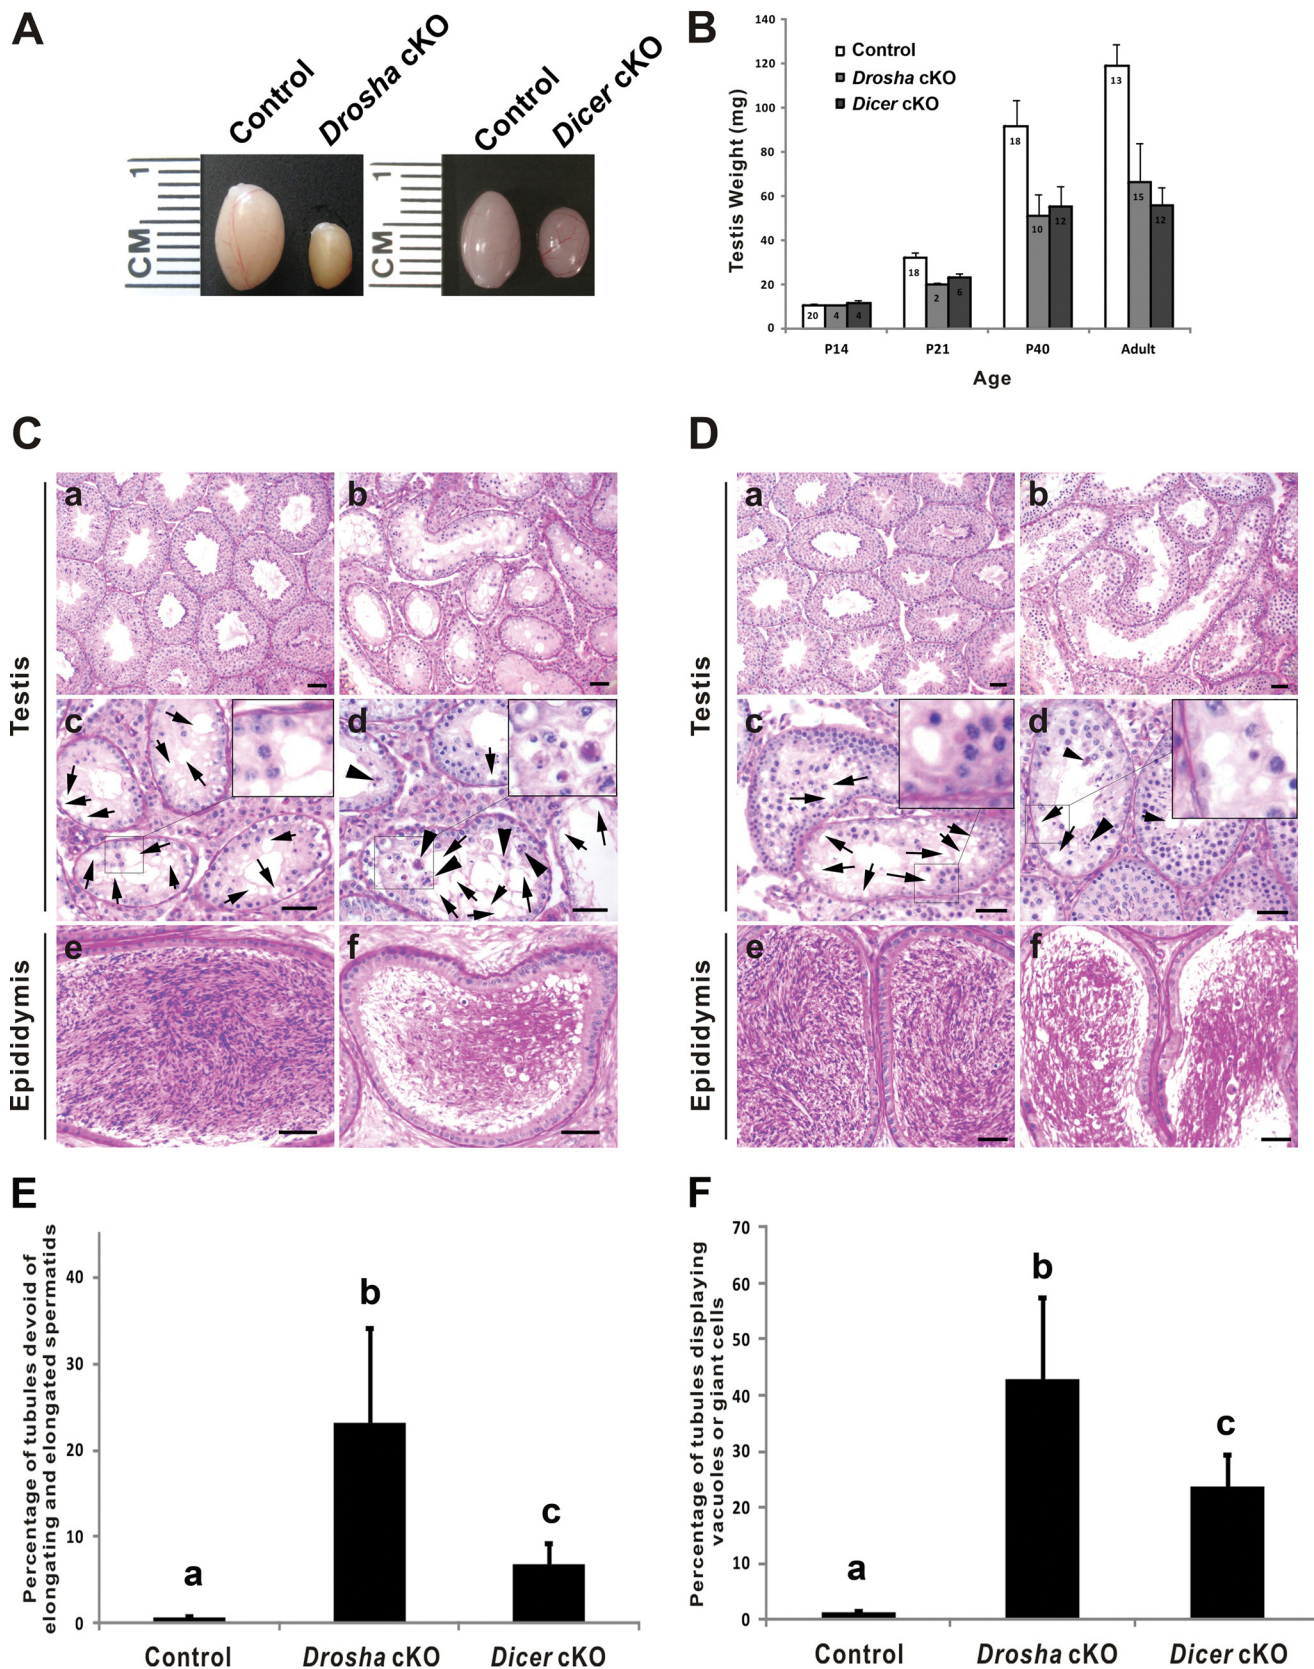 A
Control
Drosha cKO
Control
Dicer cKO
1
CM
1
CM
B
Testis Weight (mg)
140
120
100
80
60
40
20
0
Control
Drosha cKO
Dicer cKO
20
4
4
18
2
6
18
10
12
13
15
12
P14
P21
P40
Adult
Age
C
Testis
Epididymis
a
b
c
d
e
f
D
Testis
Epididymis
a
b
c
d
e
f
E
Percentage of tubules devoid of
elongating and elongated spermatids
40
30
20
10
0
a
b
c
Control
Drosha cKO
Dicer cKO
F
Percentage of tubules displaying
vacuoles or giant cells
70
60
50
40
30
20
10
0
a
b
c
Control
Drosha cKO
Dicer cKO